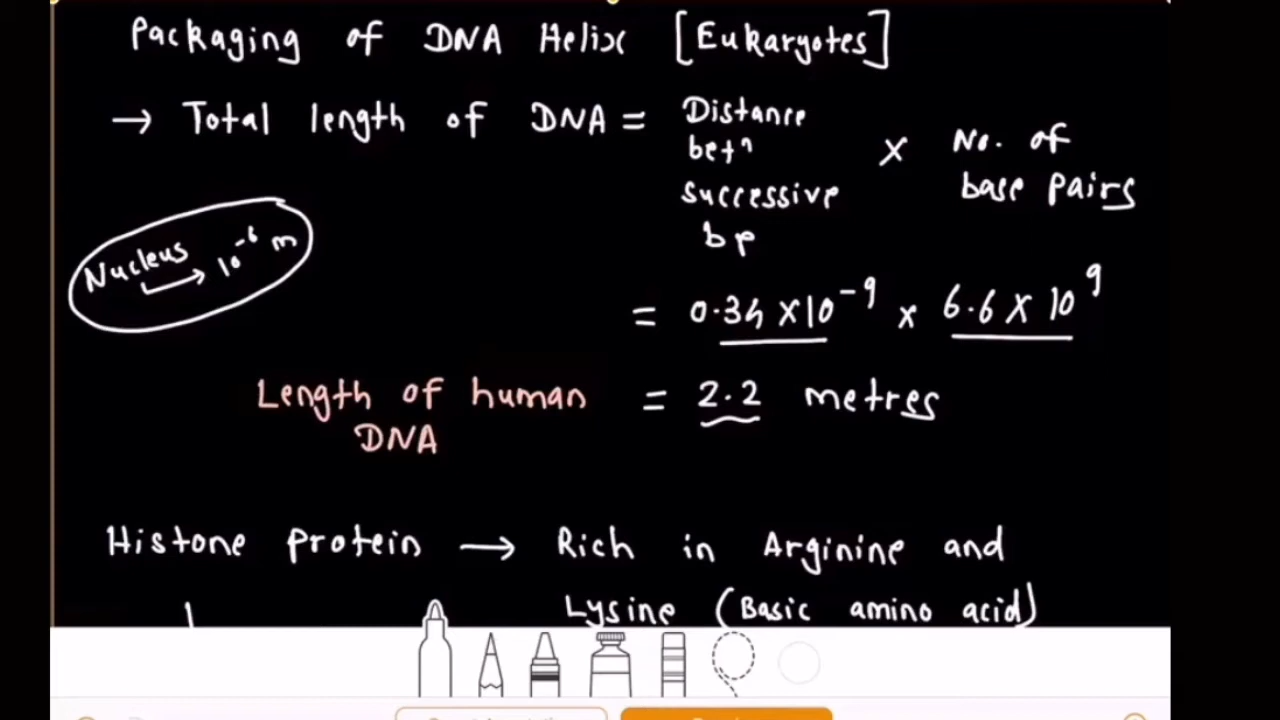 Packaging of DNA Helix [Eukaryotes]
→ Total length of DNA = Distance betn successive bp × No. of base pairs
Nucleus → 10⁻⁶ m
= 0.34 × 10⁻⁹ × 6.6 × 10⁹
Length of human DNA = 2.2 metres
Histone protein → Rich in Arginine and
Lysine (Basic amino acid)